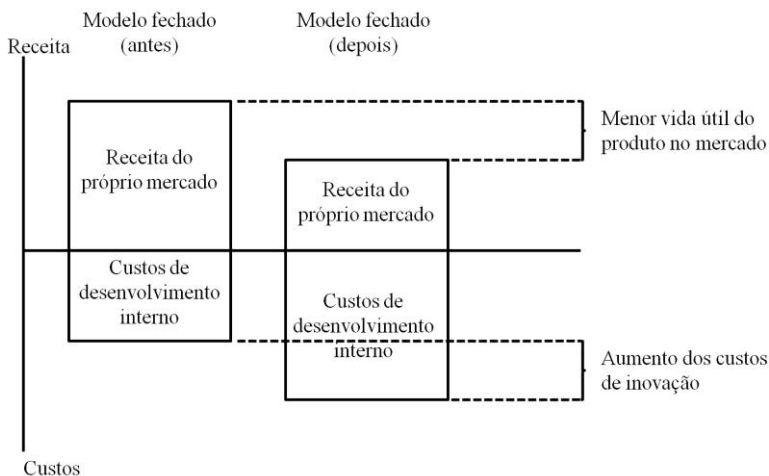 Modelo fechado
(antes)
Modelo fechado
(depois)
Receita
Receita do
próprio mercado
Receita do
próprio mercado
Menor vida útil do
produto no mercado
Custos de
desenvolvimento
interno
Custos de
desenvolvimento
interno
Aumento dos custos
de inovação
Custos